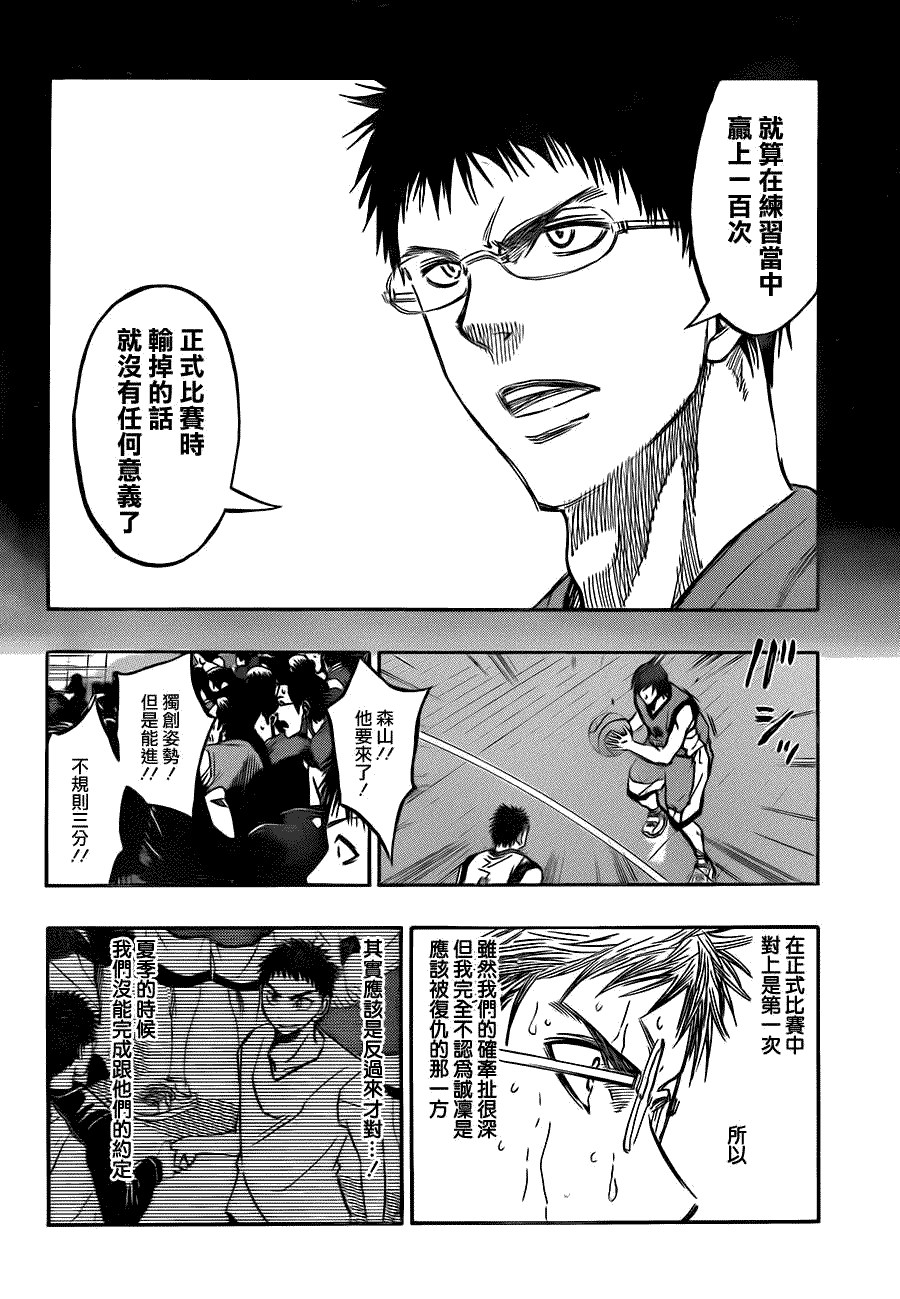 就算在練習當中
贏上一百次
正式比賽時
輸掉的話
就沒有任何意義了
森山!!
他要來了!
獨創姿勢!
但是能進!!
不規則三分!!
在正式比賽中
對上是第一次
所以
雖然我們的確牽扯很深
但我完全不認為誠凜是
應該被復仇的那一方
其實應該是反過來才對…!
夏季的時候
我們沒能完成跟他們的約定